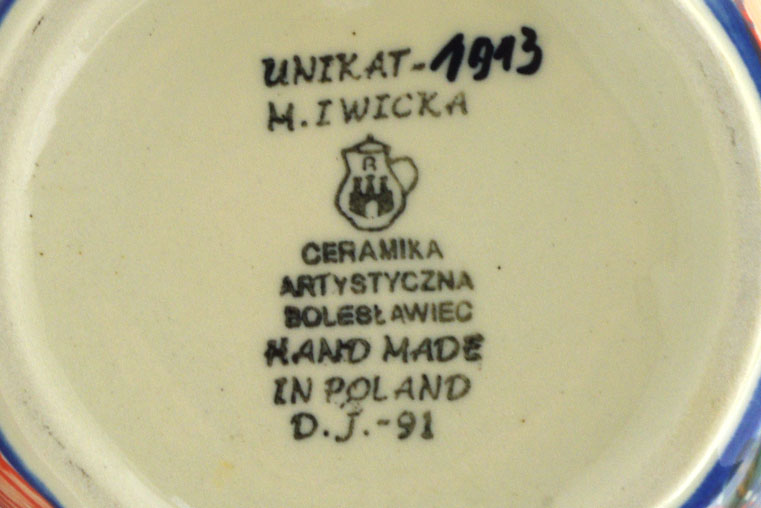 UNIKAT-1913
M. IWICKA
R
CERAMIKA
ARTYSTYCZNA
BOLESŁAWIEC
HAND MADE
IN POLAND
D.J.-91